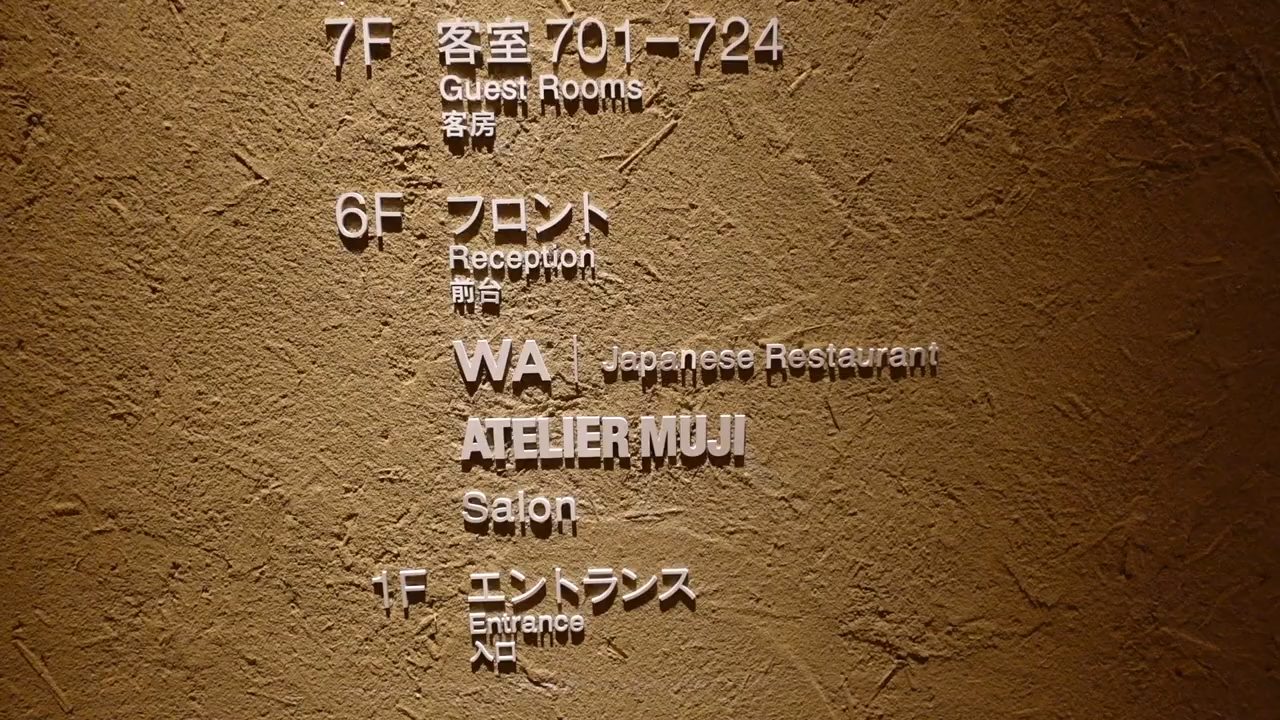 7F 客室 701–724
Guest Rooms
客房
6F フロント
Reception
前台
WA | Japanese Restaurant
ATELIER MUJI
Salon
1F エントランス
Entrance
入口